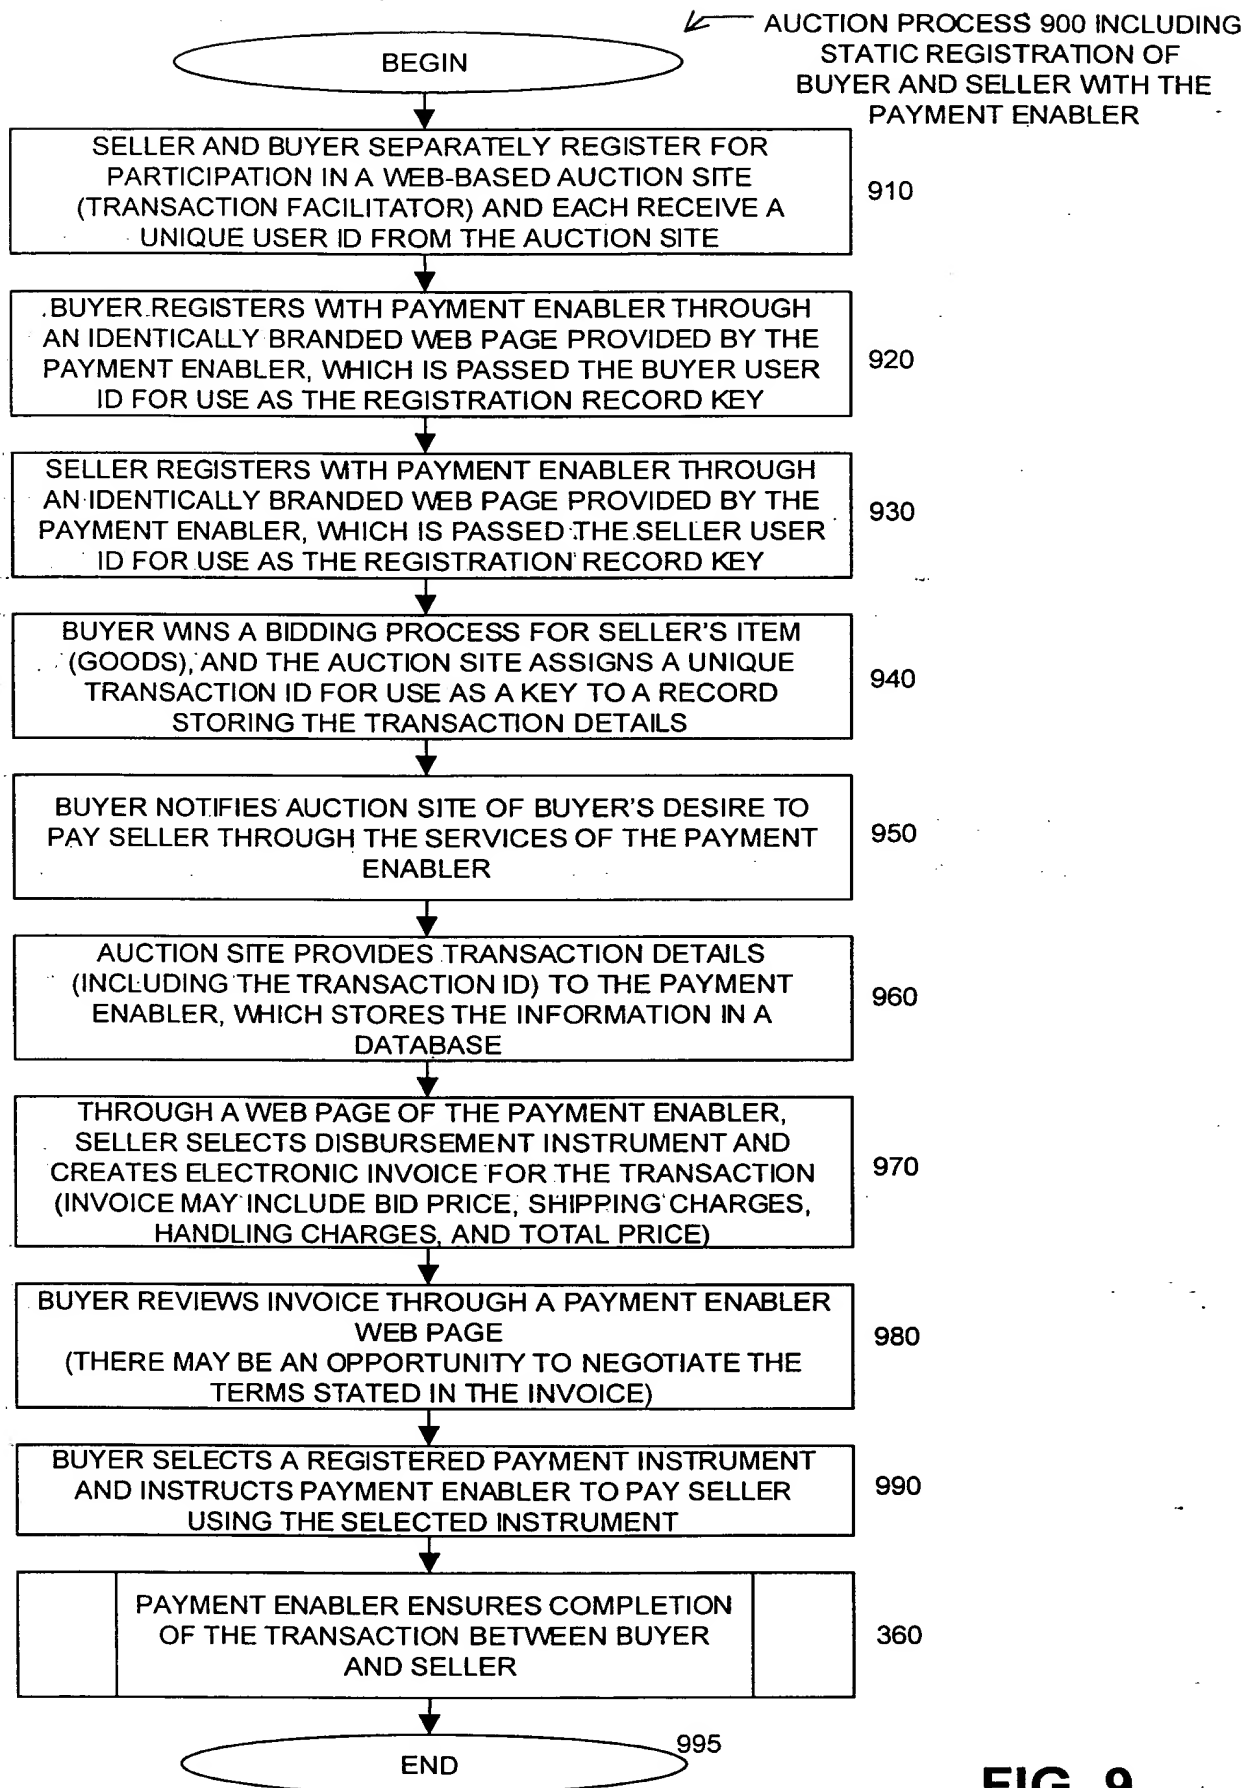 AUCTION PROCESS 900 INCLUDING
STATIC REGISTRATION OF
BUYER AND SELLER WITH THE
PAYMENT ENABLER
BEGIN
SELLER AND BUYER SEPARATELY REGISTER FOR
PARTICIPATION IN A WEB-BASED AUCTION SITE
(TRANSACTION FACILITATOR) AND EACH RECEIVE A
UNIQUE USER ID FROM THE AUCTION SITE
910
BUYER REGISTERS WITH PAYMENT ENABLER THROUGH
AN IDENTICALLY BRANDED WEB PAGE PROVIDED BY THE
PAYMENT ENABLER, WHICH IS PASSED THE BUYER USER
ID FOR USE AS THE REGISTRATION RECORD KEY
920
SELLER REGISTERS WITH PAYMENT ENABLER THROUGH
AN IDENTICALLY BRANDED WEB PAGE PROVIDED BY THE
PAYMENT ENABLER, WHICH IS PASSED THE SELLER USER
ID FOR USE AS THE REGISTRATION RECORD KEY
930
BUYER WINS A BIDDING PROCESS FOR SELLER'S ITEM
(GOODS), AND THE AUCTION SITE ASSIGNS A UNIQUE
TRANSACTION ID FOR USE AS A KEY TO A RECORD
STORING THE TRANSACTION DETAILS
940
BUYER NOTIFIES AUCTION SITE OF BUYER'S DESIRE TO
PAY SELLER THROUGH THE SERVICES OF THE PAYMENT
ENABLER
950
AUCTION SITE PROVIDES TRANSACTION DETAILS
(INCLUDING THE TRANSACTION ID) TO THE PAYMENT
ENABLER, WHICH STORES THE INFORMATION IN A
DATABASE
960
THROUGH A WEB PAGE OF THE PAYMENT ENABLER,
SELLER SELECTS DISBURSEMENT INSTRUMENT AND
CREATES ELECTRONIC INVOICE FOR THE TRANSACTION
(INVOICE MAY INCLUDE BID PRICE, SHIPPING CHARGES,
HANDLING CHARGES, AND TOTAL PRICE)
970
BUYER REVIEWS INVOICE THROUGH A PAYMENT ENABLER
WEB PAGE
(THERE MAY BE AN OPPORTUNITY TO NEGOTIATE THE
TERMS STATED IN THE INVOICE)
980
BUYER SELECTS A REGISTERED PAYMENT INSTRUMENT
AND INSTRUCTS PAYMENT ENABLER TO PAY SELLER
USING THE SELECTED INSTRUMENT
990
PAYMENT ENABLER ENSURES COMPLETION
OF THE TRANSACTION BETWEEN BUYER
AND SELLER
360
END
995
FIG. 9